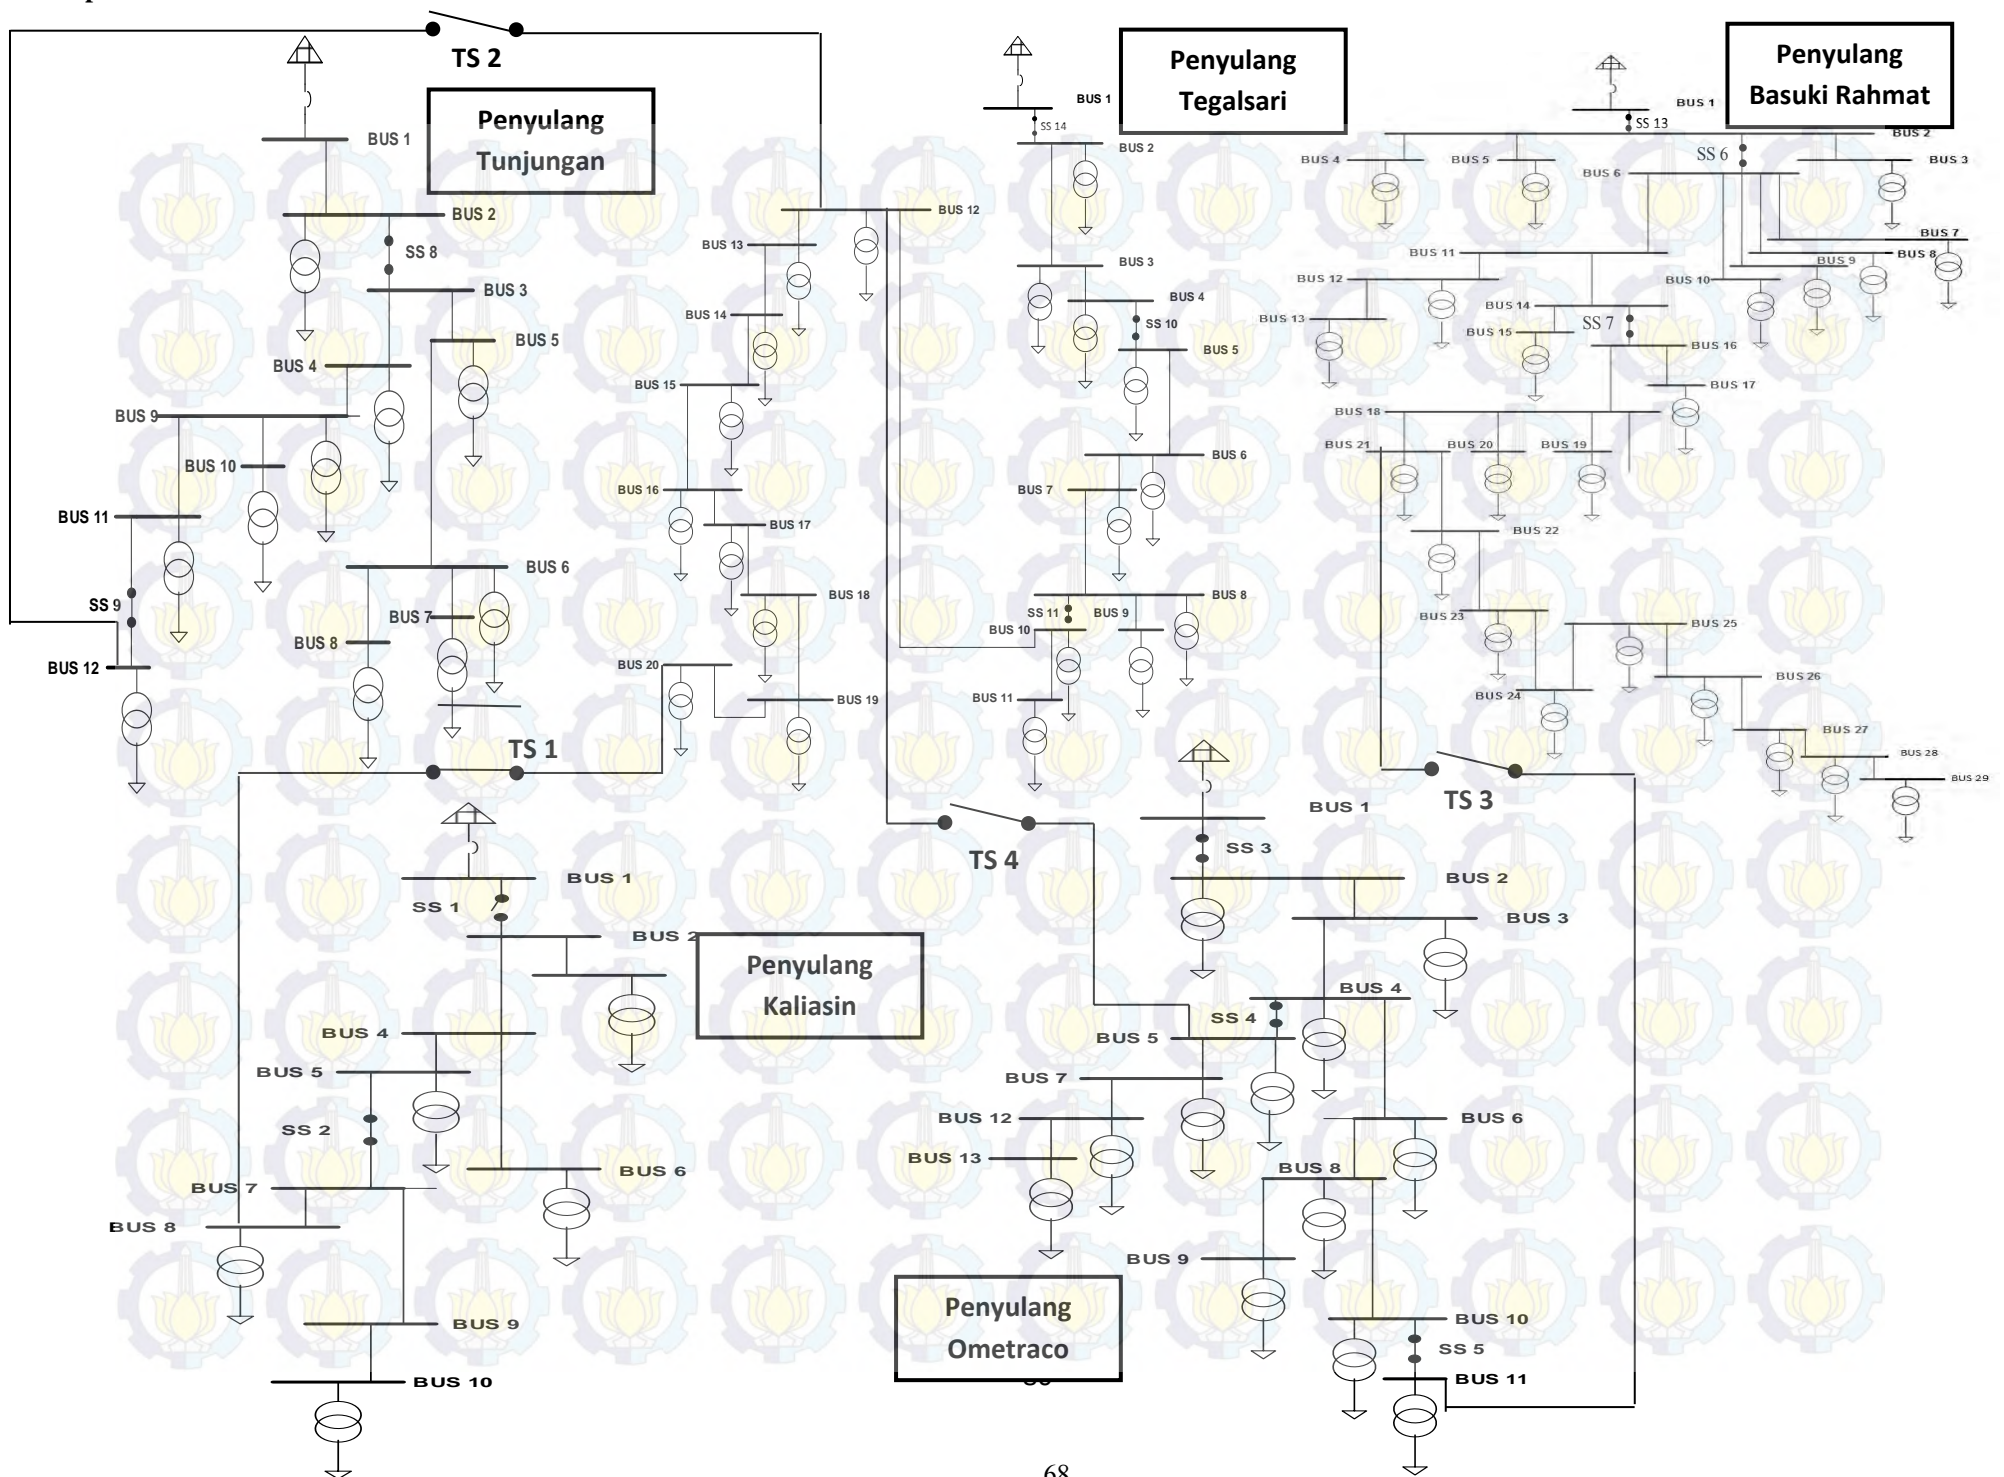 TS 2
Penyulang
Tunjungan
BUS 1
BUS 2
SS 8
BUS 3
BUS 5
BUS 4
BUS 9
BUS 10
BUS 11
BUS 6
SS 9
BUS 7
BUS 8
BUS 12
TS 1
Penyulang
Tegalsari
BUS 1
SS 14
BUS 2
BUS 12
BUS 13
BUS 3
BUS 4
BUS 14
SS 10
BUS 5
BUS 15
BUS 6
BUS 16
BUS 7
BUS 17
BUS 18
BUS 8
SS 11
BUS 9
BUS 10
BUS 20
BUS 19
BUS 11
Penyulang
Basuki Rahmat
BUS 1
SS 13
BUS 2
BUS 4
BUS 5
SS 6
BUS 3
BUS 6
BUS 7
BUS 11
BUS 8
BUS 9
BUS 12
BUS 10
BUS 14
BUS 13
SS 7
BUS 15
BUS 16
BUS 17
BUS 18
BUS 21
BUS 20
BUS 19
BUS 22
BUS 23
BUS 25
BUS 26
BUS 24
BUS 27
BUS 28
BUS 29
TS 3
TS 4
Penyulang
Kaliasin
BUS 1
SS 1
BUS 2
BUS 4
BUS 5
SS 2
BUS 6
BUS 7
BUS 8
BUS 9
BUS 10
Penyulang
Ometraco
BUS 1
SS 3
BUS 2
BUS 3
BUS 4
SS 4
BUS 5
BUS 7
BUS 12
BUS 6
BUS 13
BUS 8
BUS 9
BUS 10
SS 5
BUS 11
68